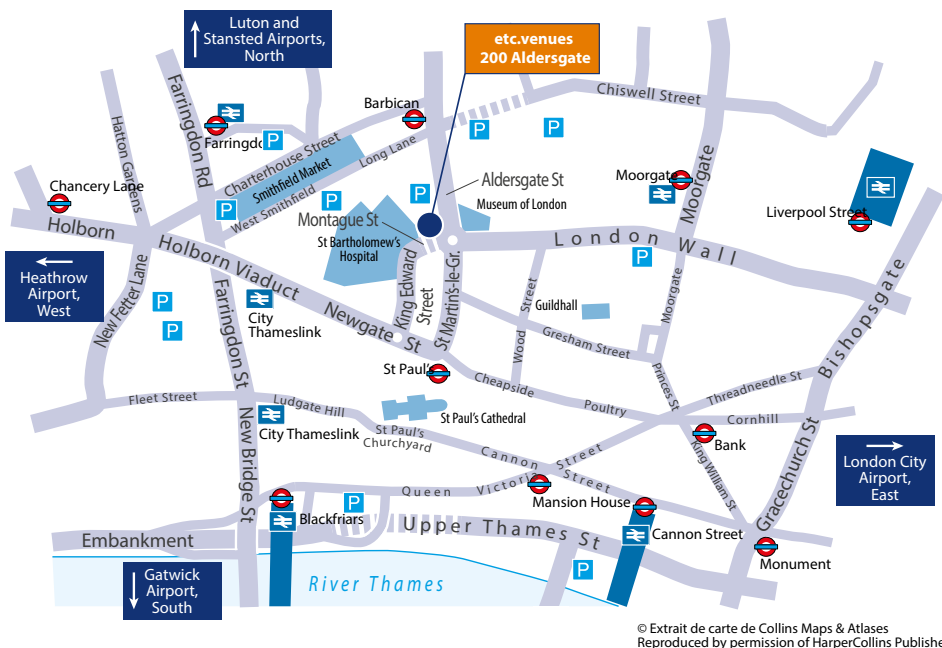 Luton and
Stansted Airports,
North
etc.venues
200 Aldersgate
Chiswell Street
Hatton Gardens
Farringdon Rd
Barbican
Farringdo
P
P
P
Charterhouse Street
Smithfield Market
Long Lane
West Smithfield
P
P
P
Chancery Lane
Holborn
Aldersgate St
Museum of London
Montague St
St Bartholomew's
Hospital
Moorgate
Moorgate
Liverpool Street
London Wall
P
Heathrow
Airport,
West
New Fetter Lane
P
P
Holborn Viaduct
Farringdon St
City
Thameslink
Newgate St
King Edward
Street
St Martin's-le-Gr.
Wood Street
Guildhall
Gresham Street
Moorgate
Bishopsgate
St Paul's
Cheapside
Poultry
Princes St
Threadneedle St
Cornhill
Fleet Street
Ludgate Hill
City Thameslink
St Paul's
Churchyard
St Paul's Cathedral
New Bridge St
Cannon Street
Queen Victoria Street
Bank
King William St
Gracechurch St
London City
Airport,
East
Mansion House
P
Blackfriars
Upper Thames St
Cannon Street
Monument
Embankment
P
Gatwick
Airport,
South
River Thames
© Extrait de carte de Collins Maps & Atlases
Reproduced by permission of HarperCollins Publishe